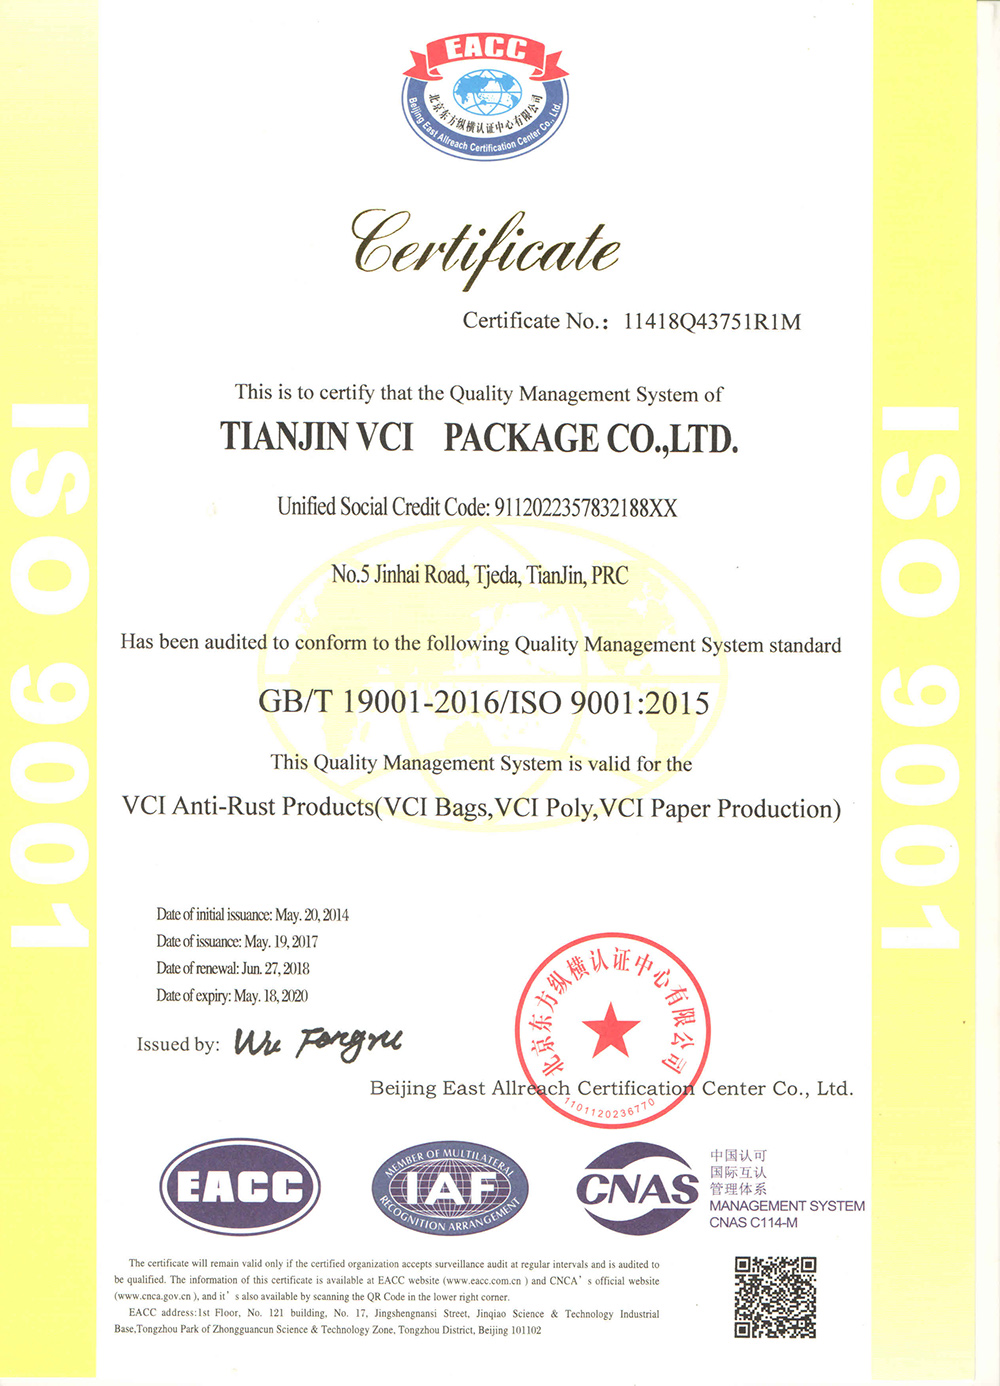 EACC
北京东方纵横认证中心有限公司
Beijing East Allreach Certification Center Co., Ltd.
Certificate
Certificate No.: 11418Q43751R1M
This is to certify that the Quality Management System of
TIANJIN VCI PACKAGE CO.,LTD.
Unified Social Credit Code: 9112022357832188XX
No.5 Jinhai Road, Tjeda, TianJin, PRC
Has been audited to conform to the following Quality Management System standard
GB/T 19001-2016/ISO 9001:2015
This Quality Management System is valid for the
VCI Anti-Rust Products(VCI Bags,VCI Poly,VCI Paper Production)
ISO 9001
ISO 9001
Date of initial issuance: May. 20, 2014
Date of issuance: May. 19, 2017
Date of renewal: Jun. 27, 2018
Date of expiry: May. 18, 2020
Issued by:
北京东方纵横认证中心有限公司
1101120236770
Beijing East Allreach Certification Center Co., Ltd.
EACC
MEMBER OF MULTILATERAL
IAF
RECOGNITION ARRANGEMENT
CNAS
中国认可
国际互认
管理体系
MANAGEMENT SYSTEM
CNAS C114-M
The certificate will remain valid only if the certified organization accepts surveillance audit at regular intervals and is audited to
be qualified. The information of this certificate is available at EACC website (www.eacc.com.cn ) and CNCA's official website
(www.cnca.gov.cn ), and it's also available by scanning the QR Code in the lower right corner.
EACC address:1st Floor, No. 121 building, No. 17, Jingshengnansi Street, Jinqiao Science & Technology Industrial
Base,Tongzhou Park of Zhongguancun Science & Technology Zone, Tongzhou District, Beijing 101102